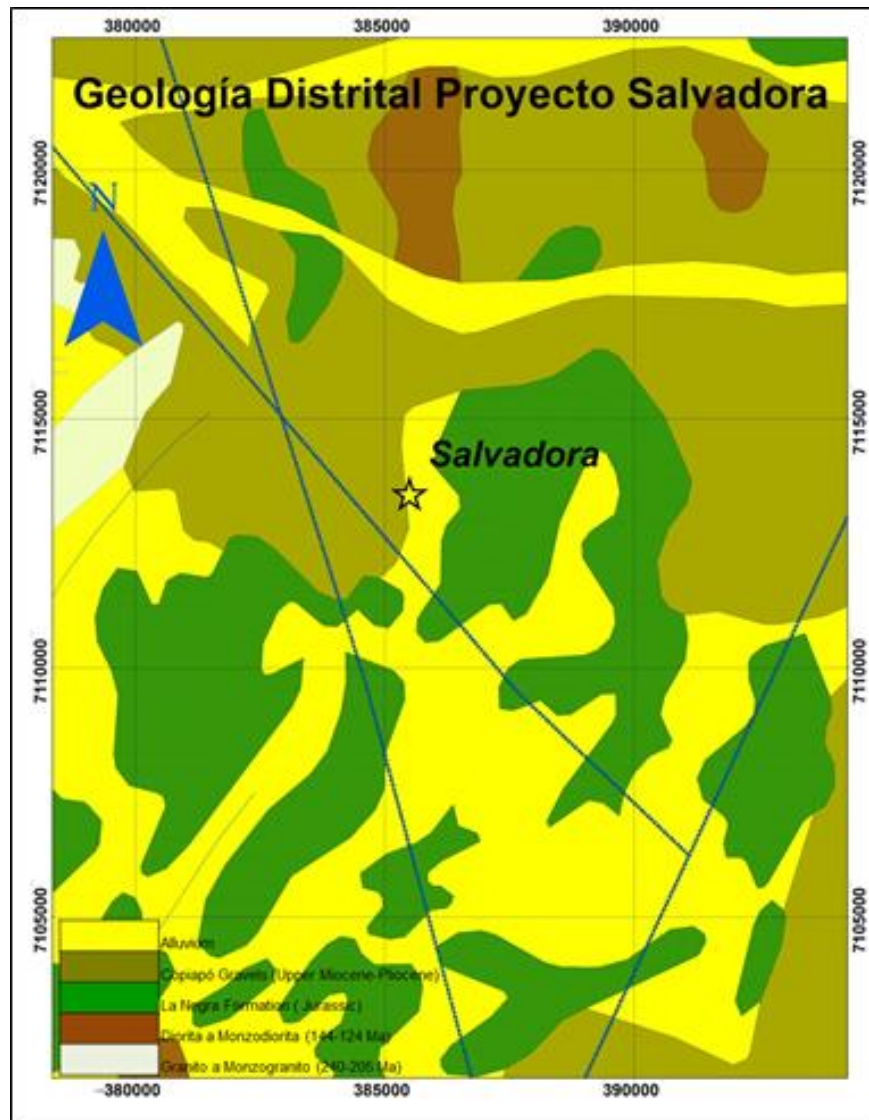 380000 385000 390000
Geología Distrital Proyecto Salvadora
7120000 7120000
N
7115000 7115000
Salvadora
7110000 7110000
7105000 7105000
Alluvium
Copiapó Gravels (Upper Miocene-Pliocene)
La Negra Formation ( Jurassic)
Diorita a Monzodiorita (144-124 Ma)
Granito a Monzogranito (240-205 Ma)
380000 385000 390000